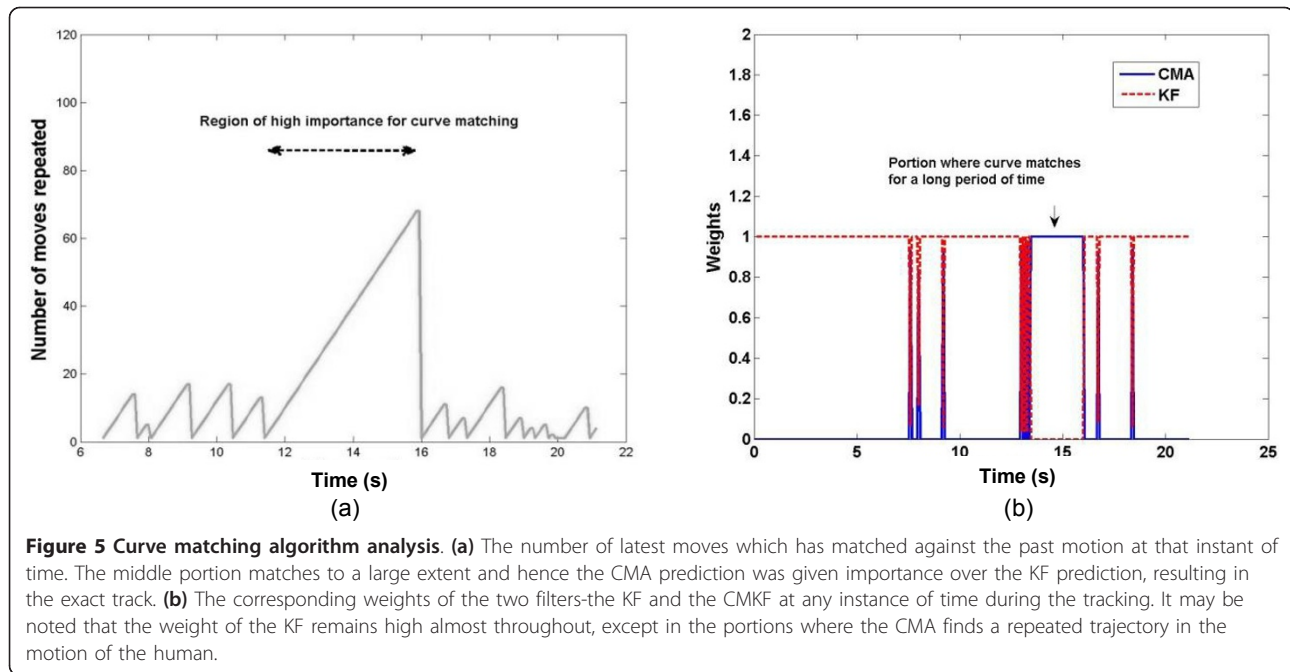 120
100
80
60
40
20
0
Number of moves repeated
Region of high importance for curve matching
6 8 10 12 14 16 18 20 22
Time (s)
(a)
2
1.8
1.6
1.4
1.2
1
0.8
0.6
0.4
0.2
0
Weights
CMA
KF
Portion where curve matches
for a long period of time
0 5 10 15 20 25
Time (s)
(b)
Figure 5 Curve matching algorithm analysis. (a) The number of latest moves which has matched against the past motion at that instant of
time. The middle portion matches to a large extent and hence the CMA prediction was given importance over the KF prediction, resulting in
the exact track. (b) The corresponding weights of the two filters-the KF and the CMKF at any instance of time during the tracking. It may be
noted that the weight of the KF remains high almost throughout, except in the portions where the CMA finds a repeated trajectory in the
motion of the human.